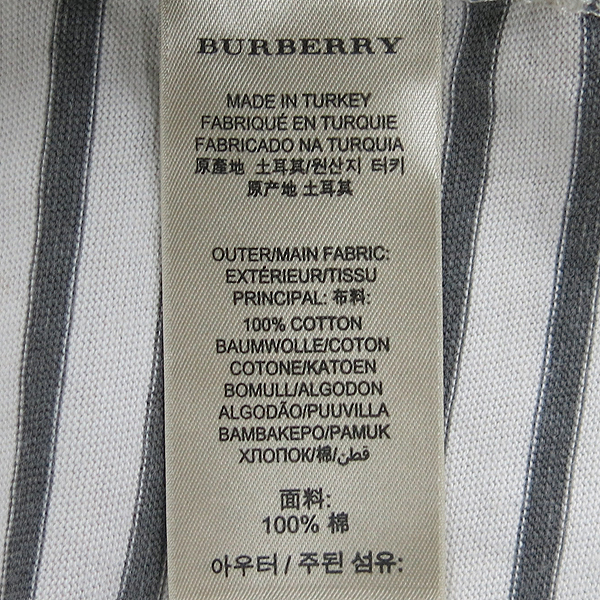 BURBERRY
MADE IN TURKEY
FABRIQUÉ EN TURQUIE
FABRICADO NA TURQUIA
原產地 土耳其/원산지 터키
原产地 土耳其
OUTER/MAIN FABRIC:
EXTÉRIEUR/TISSU
PRINCIPAL: 布料:
100% COTTON
BAUMWOLLE/COTON
COTONE/KATOEN
BOMULL/ALGODON
ALGODÃO/PUUVILLA
BAMBAKEPO/PAMUK
ХЛОПОК/棉/قطن
面料:
100% 棉
아우터 / 주된 섬유: